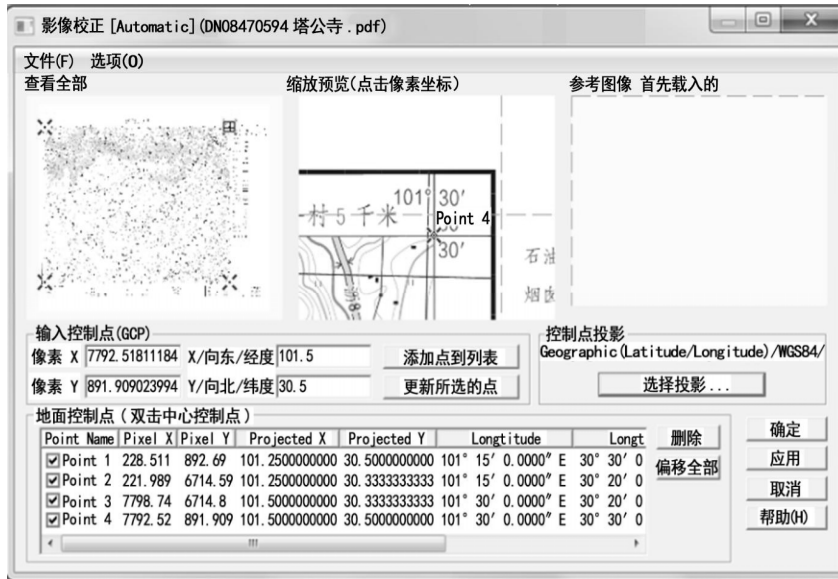 影像校正 [Automatic] (DN08470594 塔公寺.pdf)
文件(F) 选项(O)
查看全部 缩放预览(点击像素坐标) 参考图像 首先载入的
101° 30′
一村 5 千米
Point 4
30′
石油
输入控制点(GCP) 控制点投影
像素 X 7792.51811184 X/向东/经度 101.5 添加点到列表 Geographic(Latitude/Longitude)/WGS84/
像素 Y 891.909023994 Y/向北/纬度 30.5 更新所选的点 选择投影...
地面控制点(双击中心控制点)
Point Name Pixel X Pixel Y Projected X Projected Y Longtitude Longt 删除 确定
Point 1 228.511 892.69 101.2500000000 30.5000000000 101° 15′ 0.0000″ E 30° 30′ 0 偏移全部 应用
Point 2 221.989 6714.59 101.2500000000 30.3333333333 101° 15′ 0.0000″ E 30° 20′ 0 取消
Point 3 7798.74 6714.8 101.5000000000 30.3333333333 101° 30′ 0.0000″ E 30° 20′ 0 帮助(H)
Point 4 7792.52 891.909 101.5000000000 30.5000000000 101° 30′ 0.0000″ E 30° 30′ 0